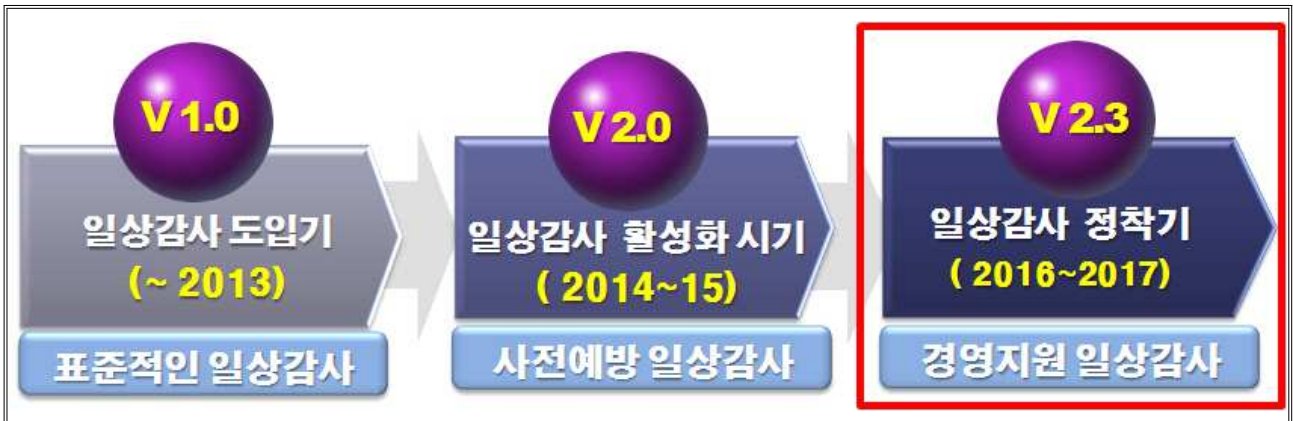 V 1.0
일상감사 도입기
(~ 2013)
표준적인 일상감사
V 2.0
일상감사 활성화 시기
( 2014~15)
사전예방 일상감사
V 2.3
일상감사 정착기
( 2016~2017)
경영지원 일상감사